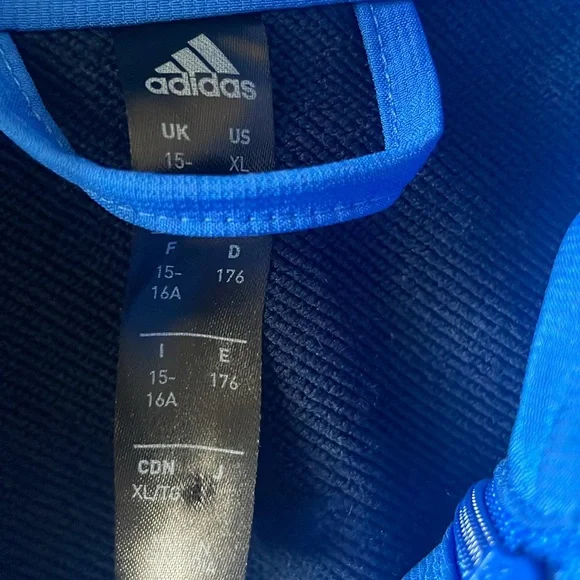 adidas
UK US
15- XL
F D
15- 176
16A
I E
15- 176
16A
CDN J
XL/TG